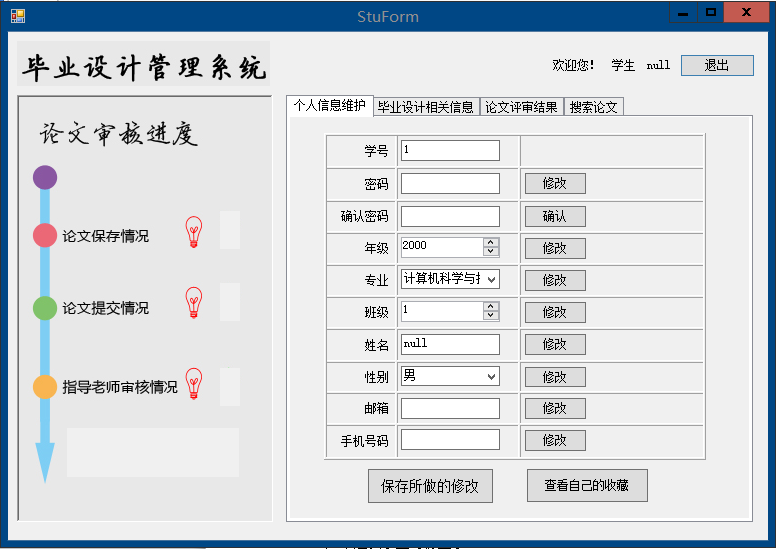 StuForm
毕业设计管理系统
欢迎您! 学生 null 退出
论文审核进度
论文保存情况
论文提交情况
指导老师审核情况
个人信息维护 毕业设计相关信息 论文评审结果 搜索论文
学号 1
密码 修改
确认密码 确认
年级 2000 修改
专业 计算机科学与 修改
班级 1 修改
姓名 null 修改
性别 男 修改
邮箱 修改
手机号码 修改
保存所做的修改 查看自己的收藏